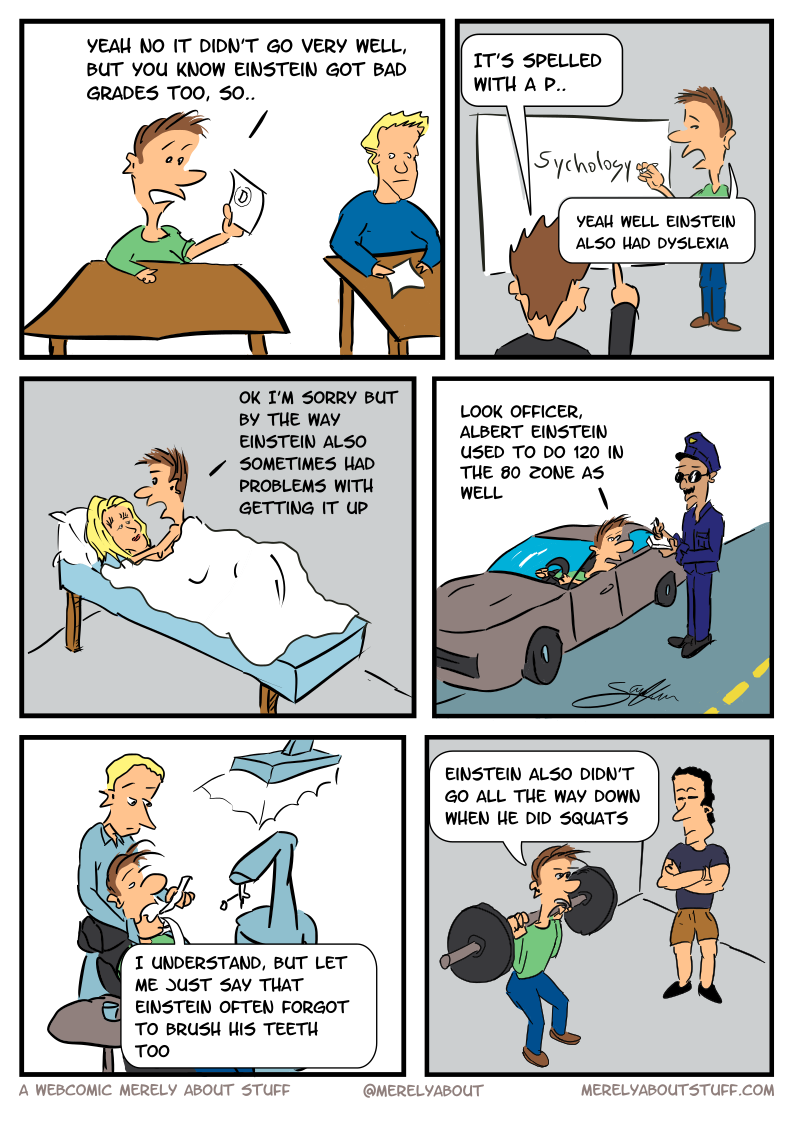 YEAH NO IT DIDN'T GO VERY WELL,
BUT YOU KNOW EINSTEIN GOT BAD
GRADES TOO, SO..
D
IT'S SPELLED
WITH A P..
Sychology
YEAH WELL EINSTEIN
ALSO HAD DYSLEXIA
OK I'M SORRY BUT
BY THE WAY
EINSTEIN ALSO
SOMETIMES HAD
PROBLEMS WITH
GETTING IT UP
LOOK OFFICER,
ALBERT EINSTEIN
USED TO DO 120 IN
THE 80 ZONE AS
WELL
I UNDERSTAND, BUT LET
ME JUST SAY THAT
EINSTEIN OFTEN FORGOT
TO BRUSH HIS TEETH
TOO
EINSTEIN ALSO DIDN'T
GO ALL THE WAY DOWN
WHEN HE DID SQUATS
A WEBCOMIC MERELY ABOUT STUFF
@MERELYABOUT
MERELYABOUTSTUFF.COM